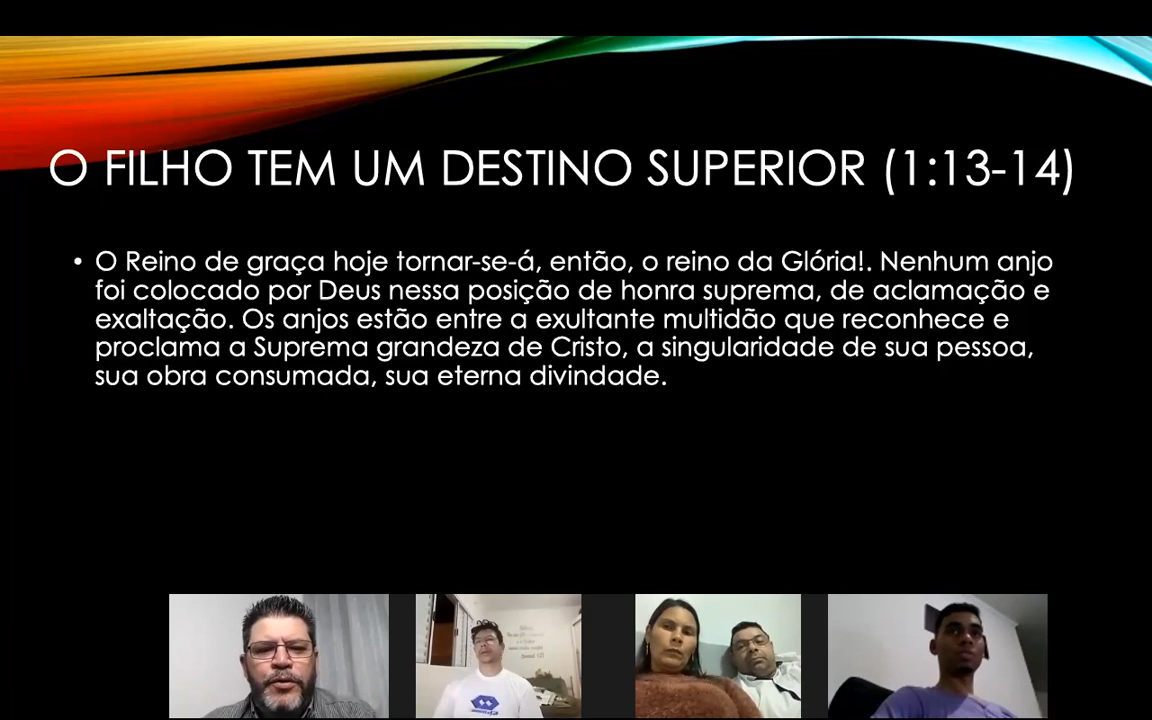 O FILHO TEM UM DESTINO SUPERIOR (1:13-14)
• O Reino de graça hoje tornar-se-á, então, o reino da Glória!. Nenhum anjo
foi colocado por Deus nessa posição de honra suprema, de aclamação e
exaltação. Os anjos estão entre a exultante multidão que reconhece e
proclama a Suprema grandeza de Cristo, a singularidade de sua pessoa,
sua obra consumada, sua eterna divindade.